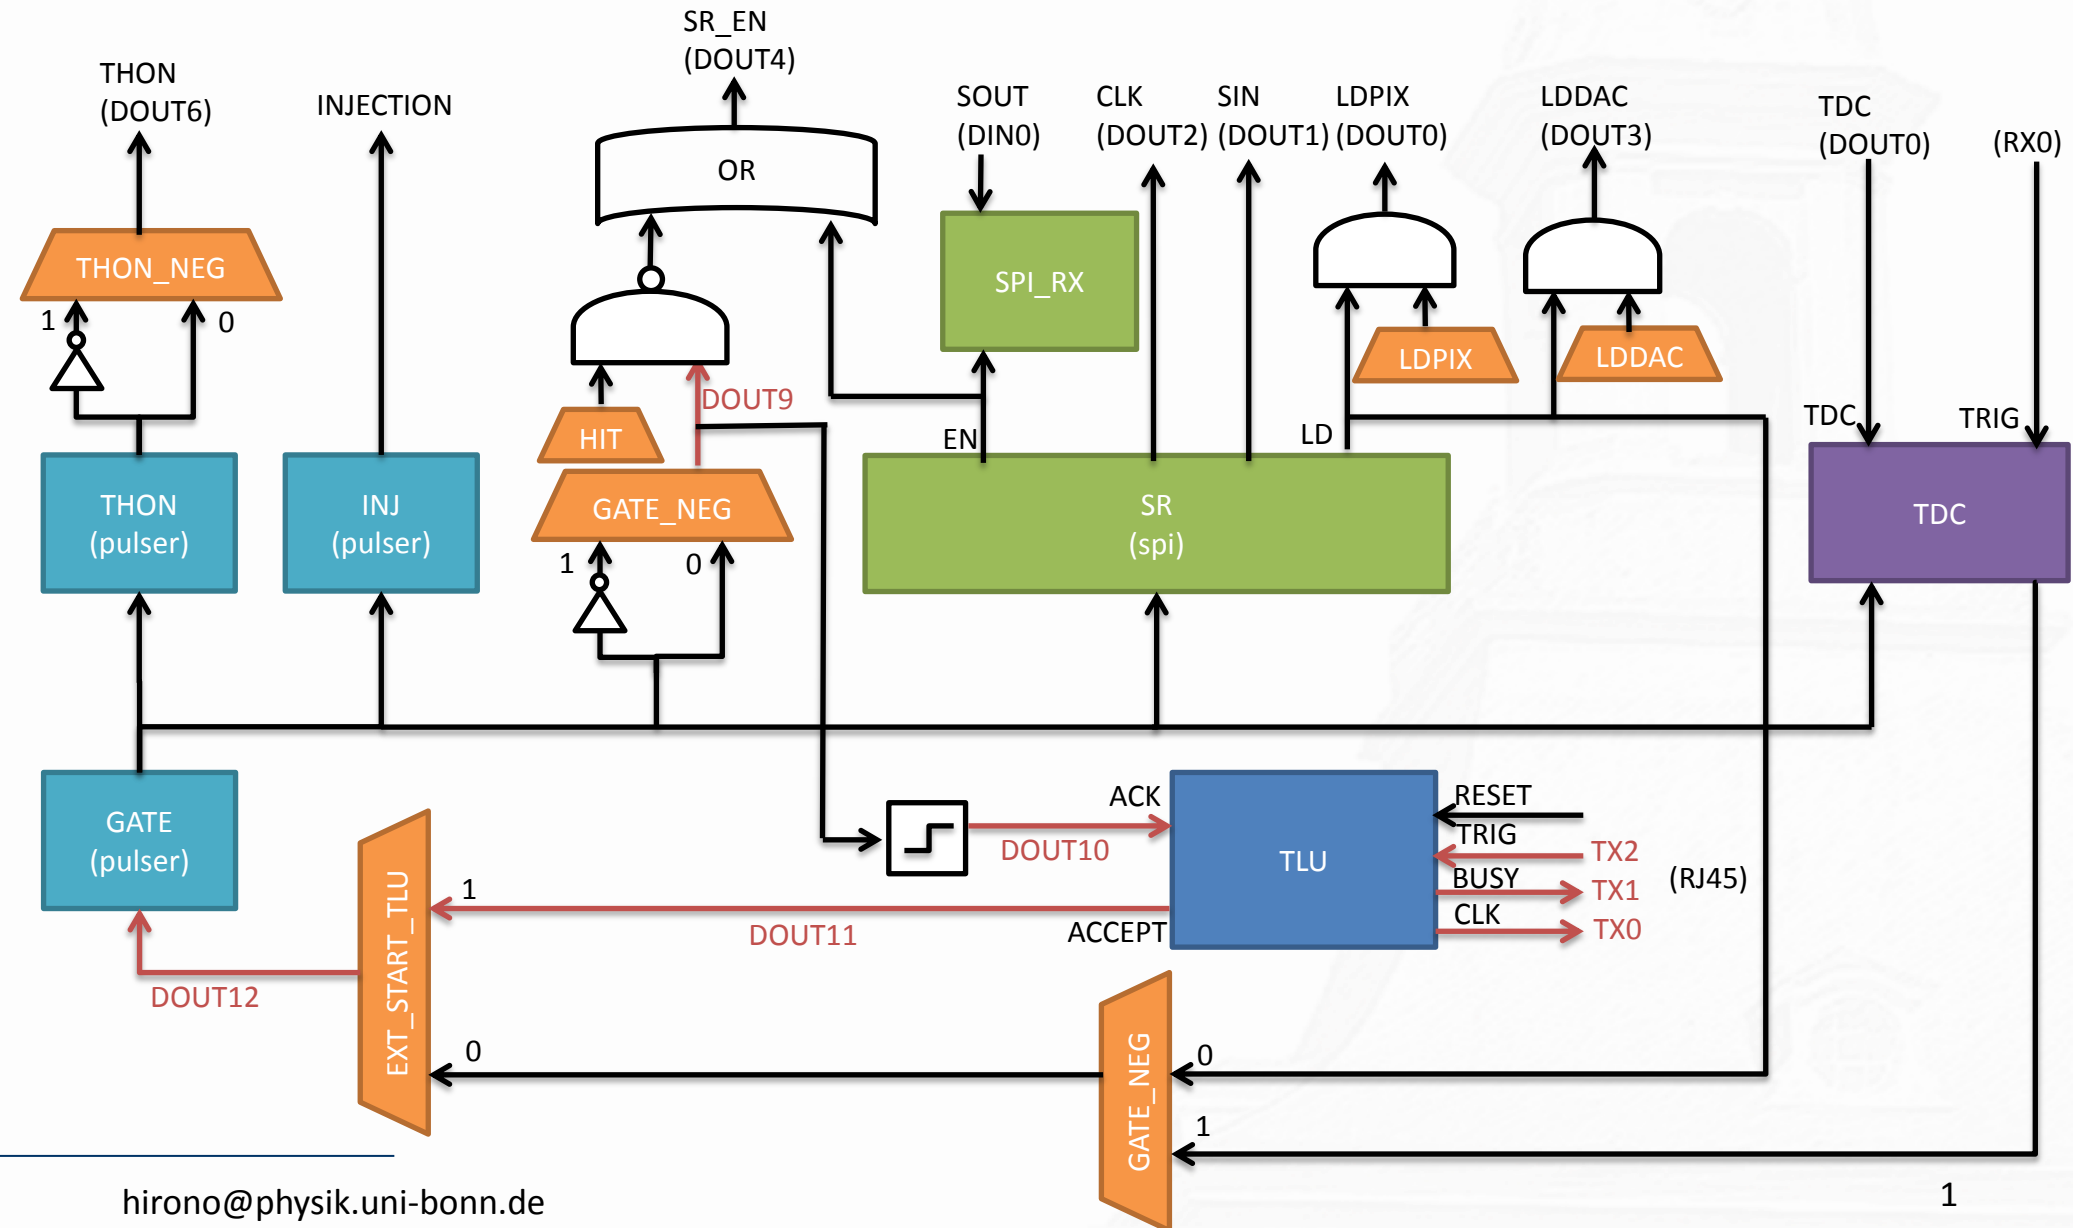 SR_EN
(DOUT4)
THON
(DOUT6)
INJECTION
SOUT
(DIN0)
CLK
(DOUT2)
SIN
(DOUT1)
LDPIX
(DOUT0)
LDDAC
(DOUT3)
TDC
(DOUT0)
(RX0)
OR
THON_NEG
1
0
SPI_RX
LDPIX
LDDAC
DOUT9
HIT
EN
LD
TDC
TRIG
THON
(pulser)
INJ
(pulser)
GATE_NEG
1
0
SR
(spi)
TDC
GATE
(pulser)
EXT_START_TLU
1
0
DOUT12
ACK
DOUT10
DOUT11
ACCEPT
TLU
RESET
TRIG
BUSY
CLK
TX2
TX1
TX0
(RJ45)
GATE_NEG
0
1
hirono@physik.uni-bonn.de
1